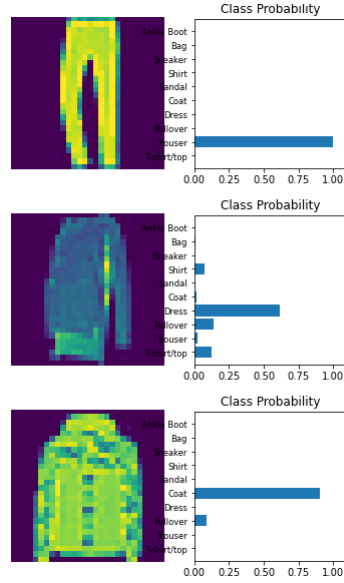 Class Probability
Ankle Boot
Bag
Sneaker
Shirt
Sandal
Coat
Dress
Pullover
Trouser
T-shirt/top
0.00 0.25 0.50 0.75 1.00
Class Probability
Ankle Boot
Bag
Sneaker
Shirt
Sandal
Coat
Dress
Pullover
Trouser
T-shirt/top
0.00 0.25 0.50 0.75 1.00
Class Probability
Ankle Boot
Bag
Sneaker
Shirt
Sandal
Coat
Dress
Pullover
Trouser
T-shirt/top
0.00 0.25 0.50 0.75 1.00